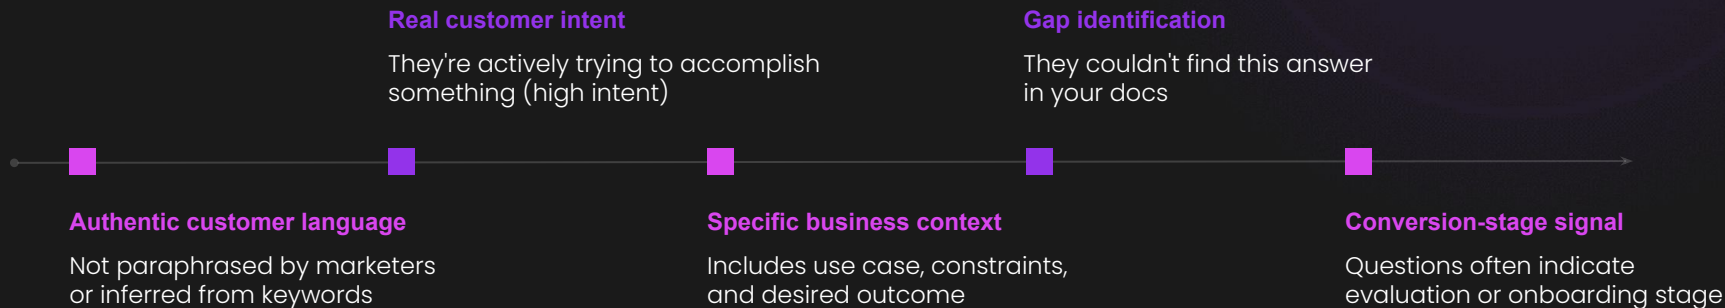 Real customer intent
They're actively trying to accomplish
something (high intent)
Gap identification
They couldn't find this answer
in your docs
Authentic customer language
Not paraphrased by marketers
or inferred from keywords
Specific business context
Includes use case, constraints,
and desired outcome
Conversion-stage signal
Questions often indicate
evaluation or onboarding stage